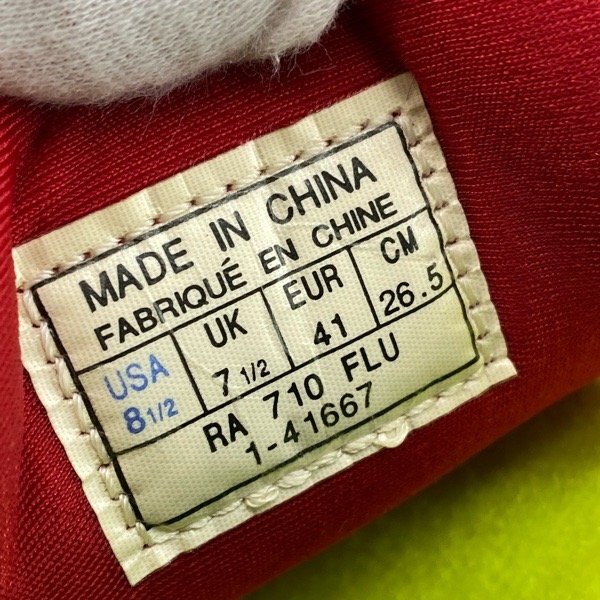 MADE IN CHINA
FABRIQUÉ EN CHINE
USA UK EUR CM
8 1/2 7 1/2 41 26.5
RA 710 FLU
1-41667